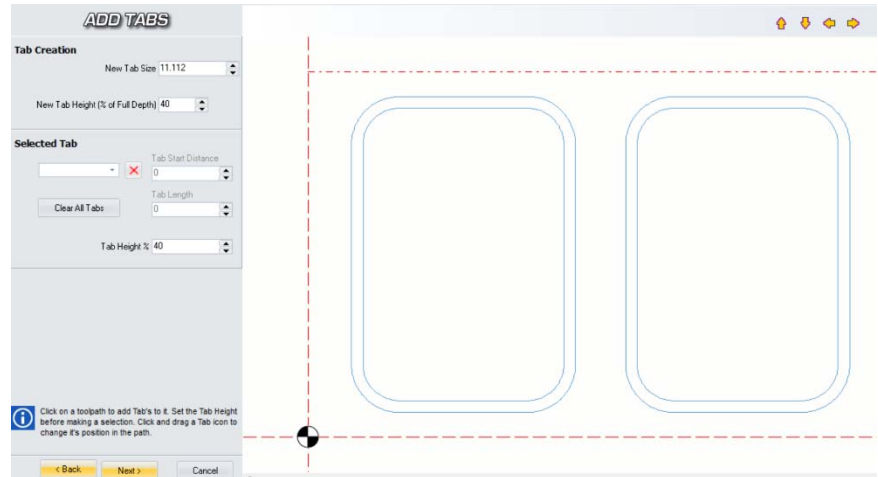 ADD TABS
Tab Creation
New Tab Size 11.112
New Tab Height (% of Full Depth) 40
Selected Tab
Tab Start Distance
0
Tab Length
Clear All Tabs
0
Tab Height % 40
Click on a toolpath to add Tab's to it. Set the Tab Height
before making a selection. Click and drag a Tab icon to
change it's position in the path.
< Back
Next >
Cancel